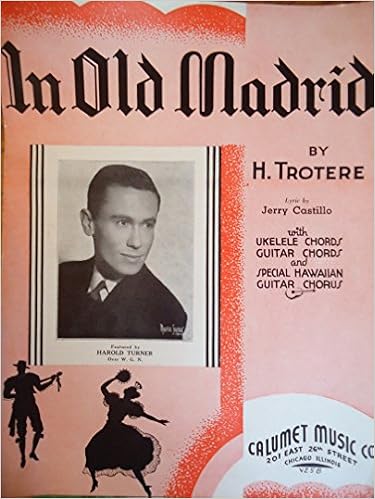 In Old Madrid
BY
H. TROTERE
Lyric by
Jerry Castillo
with
UKELELE CHORDS
GUITAR CHORDS
and
SPECIAL HAWAIIAN
GUITAR CHORUS
Featured by
HAROLD TURNER
Over W. G. N.
CALUMET MUSIC CO
201 EAST 26TH STREET
CHICAGO ILLINOIS